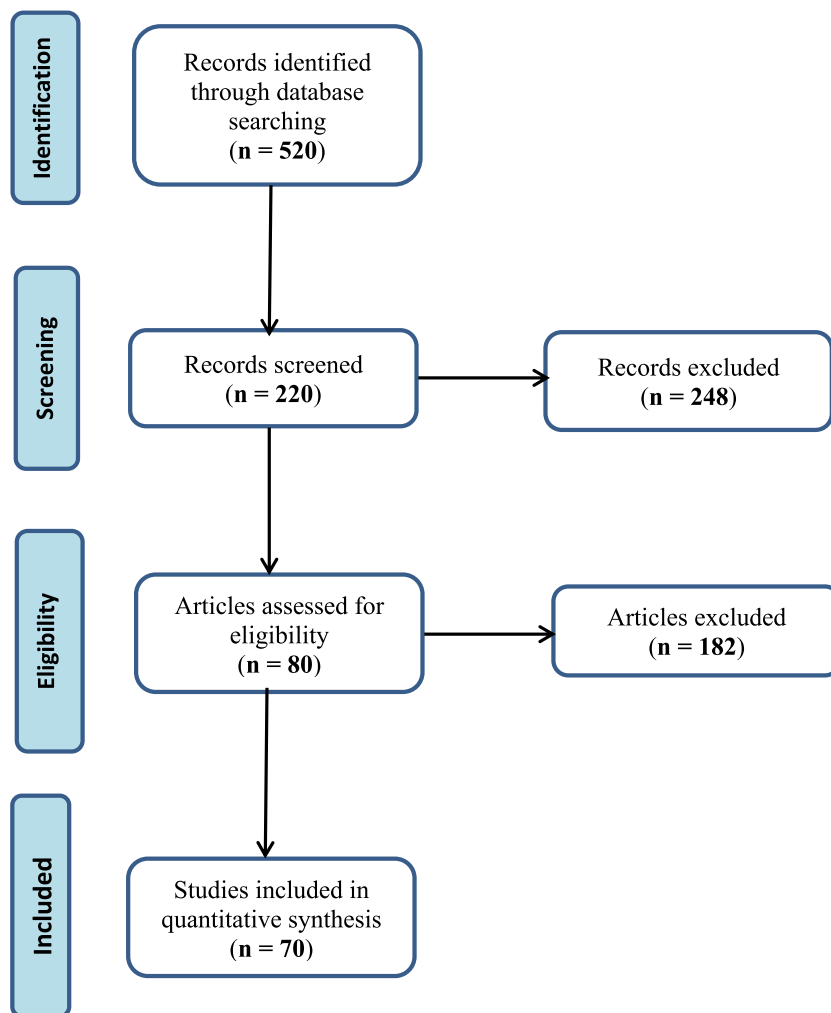 Identification
Records identified
through database
searching
(n = 520)
Screening
Records screened
(n = 220)
Records excluded
(n = 248)
Eligibility
Articles assessed for
eligibility
(n = 80)
Articles excluded
(n = 182)
Included
Studies included in
quantitative synthesis
(n = 70)